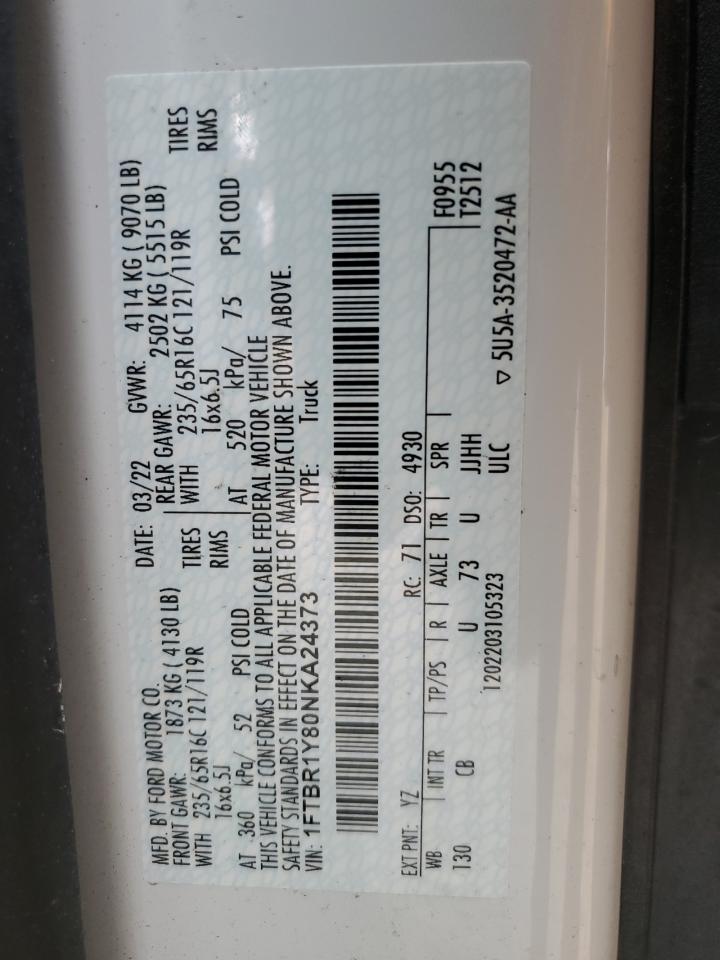 MFD. BY FORD MOTOR CO. DATE: 03/22 GVWR: 4114 KG ( 9070 LB)
FRONT GAWR: 1873 KG ( 4130 LB) REAR GAWR: 2502 KG ( 5515 LB)
WITH 235/65R16C 121/119R TIRES WITH 235/65R16C 121/119R TIRES
16x6.5J RIMS 16x6.5J RIMS
AT 360 kPa/ 52 PSI COLD AT 520 kPa/ 75 PSI COLD
THIS VEHICLE CONFORMS TO ALL APPLICABLE FEDERAL MOTOR VEHICLE
SAFETY STANDARDS IN EFFECT ON THE DATE OF MANUFACTURE SHOWN ABOVE.
VIN: 1FTBR1Y80NKA24373 TYPE: Truck
EXT PNT: YZ RC: 71 DSO: 4930
WB INT TR TP/PS R AXLE TR SPR F0955
130 CB U 73 U JJHH T2512
1202203105323 ULC ▽ 5U5A-3520472-AA